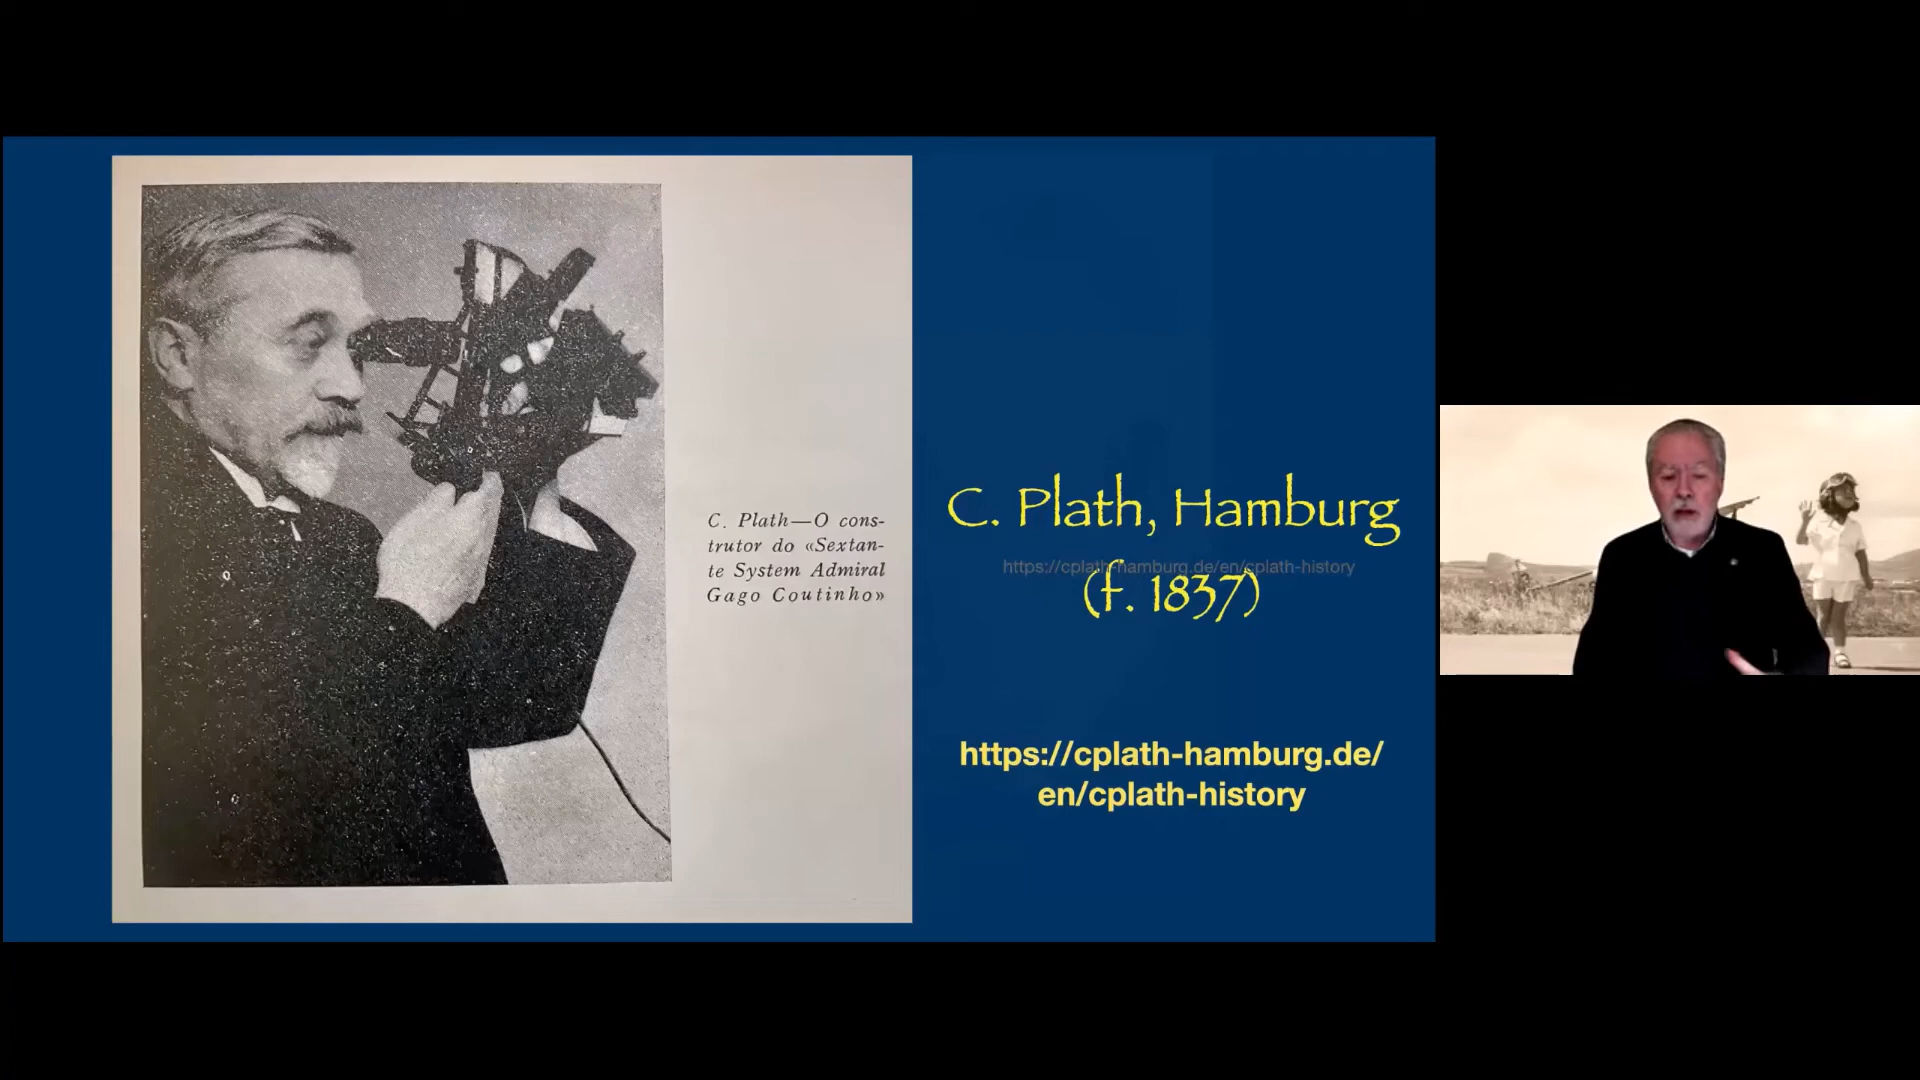 C. Plath—O cons-
trutor do «Sextan-
te System Admiral
Gago Coutinho»
C. Plath, Hamburg
https://cplath-hamburg.de/en/cplath-history
(f. 1837)
https://cplath-hamburg.de/
en/cplath-history